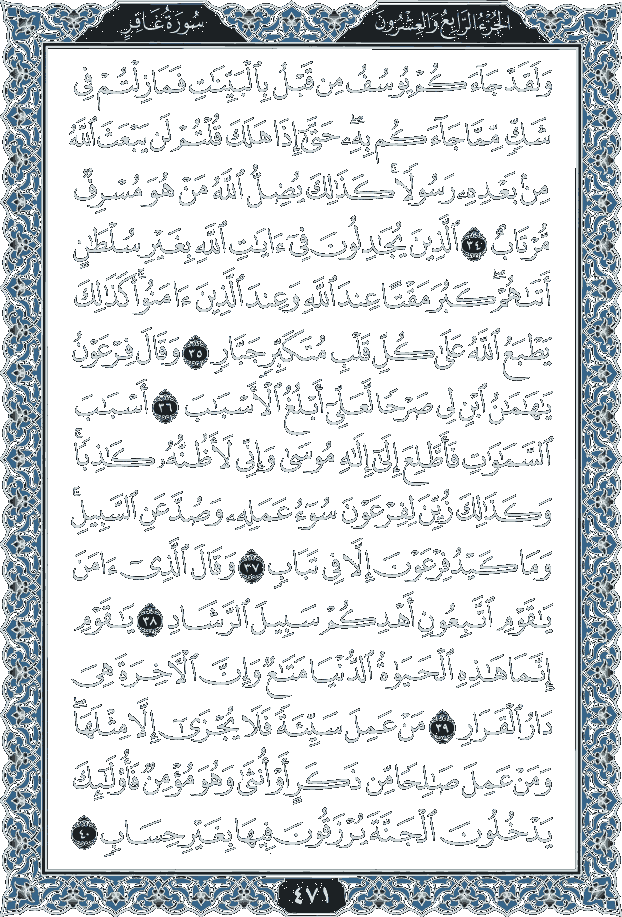 الجزء الرابع والعشرون
سورة غافر
وَلَقَدْ جَآءَكُمْ يُوسُفُ مِن قَبْلُ بِٱلْبَيِّنَٰتِ فَمَا زِلْتُمْ فِى
شَكٍّ مِّمَّا جَآءَكُم بِهِۦ ۖ حَتَّىٰٓ إِذَا هَلَكَ قُلْتُمْ لَن يَبْعَثَ ٱللَّهُ
مِنۢ بَعْدِهِۦ رَسُولًا ۚ كَذَٰلِكَ يُضِلُّ ٱللَّهُ مَنْ هُوَ مُسْرِفٌ
مُّرْتَابٌ ٣٤ ٱلَّذِينَ يُجَٰدِلُونَ فِىٓ ءَايَٰتِ ٱللَّهِ بِغَيْرِ سُلْطَٰنٍ
أَتَىٰهُمْ ۖ كَبُرَ مَقْتًا عِندَ ٱللَّهِ وَعِندَ ٱلَّذِينَ ءَامَنُوا۟ ۚ كَذَٰلِكَ
يَطْبَعُ ٱللَّهُ عَلَىٰ كُلِّ قَلْبِ مُتَكَبِّرٍ جَبَّارٍ ٣٥ وَقَالَ فِرْعَوْنُ
يَٰهَٰمَٰنُ ٱبْنِ لِى صَرْحًا لَّعَلِّىٓ أَبْلُغُ ٱلْأَسْبَٰبَ ٣٦ أَسْبَٰبَ
ٱلسَّمَٰوَٰتِ فَأَطَّلِعَ إِلَىٰٓ إِلَٰهِ مُوسَىٰ وَإِنِّى لَأَظُنُّهُۥ كَٰذِبًا ۚ
وَكَذَٰلِكَ زُيِّنَ لِفِرْعَوْنَ سُوٓءُ عَمَلِهِۦ وَصُدَّ عَنِ ٱلسَّبِيلِ ۚ
وَمَا كَيْدُ فِرْعَوْنَ إِلَّا فِى تَبَابٍ ٣٧ وَقَالَ ٱلَّذِىٓ ءَامَنَ
يَٰقَوْمِ ٱتَّبِعُونِ أَهْدِكُمْ سَبِيلَ ٱلرَّشَادِ ٣٨ يَٰقَوْمِ
إِنَّمَا هَٰذِهِ ٱلْحَيَوٰةُ ٱلدُّنْيَا مَتَٰعٌ وَإِنَّ ٱلْءَاخِرَةَ هِىَ
دَارُ ٱلْقَرَارِ ٣٩ مَنْ عَمِلَ سَيِّئَةً فَلَا يُجْزَىٰٓ إِلَّا مِثْلَهَا ۖ
وَمَنْ عَمِلَ صَٰلِحًا مِّن ذَكَرٍ أَوْ أُنثَىٰ وَهُوَ مُؤْمِنٌ فَأُو۟لَٰٓئِكَ
يَدْخُلُونَ ٱلْجَنَّةَ يُرْزَقُونَ فِيهَا بِغَيْرِ حِسَابٍ ٤٠
٤٧١